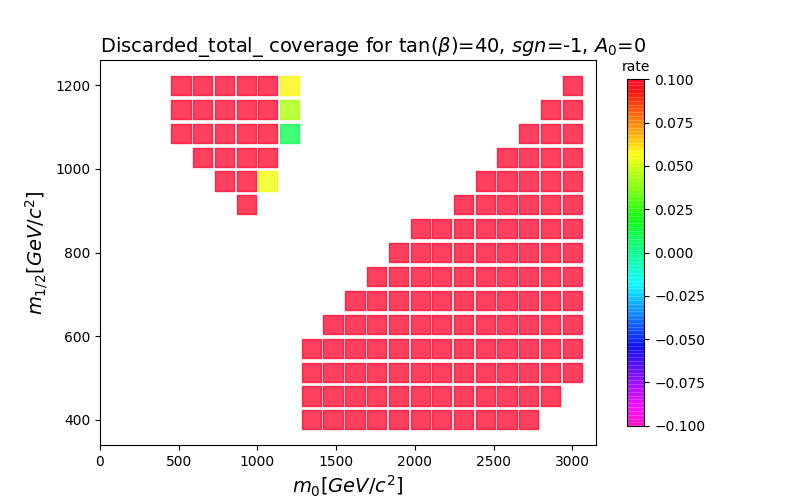 Discarded_total_ coverage for tan(β)=40, sgn=-1, A₀=0
rate
1200
1000
800
600
400
m₁/₂[GeV/c²]
0 500 1000 1500 2000 2500 3000
m₀[GeV/c²]
0.100
0.075
0.050
0.025
0.000
−0.025
−0.050
−0.075
−0.100